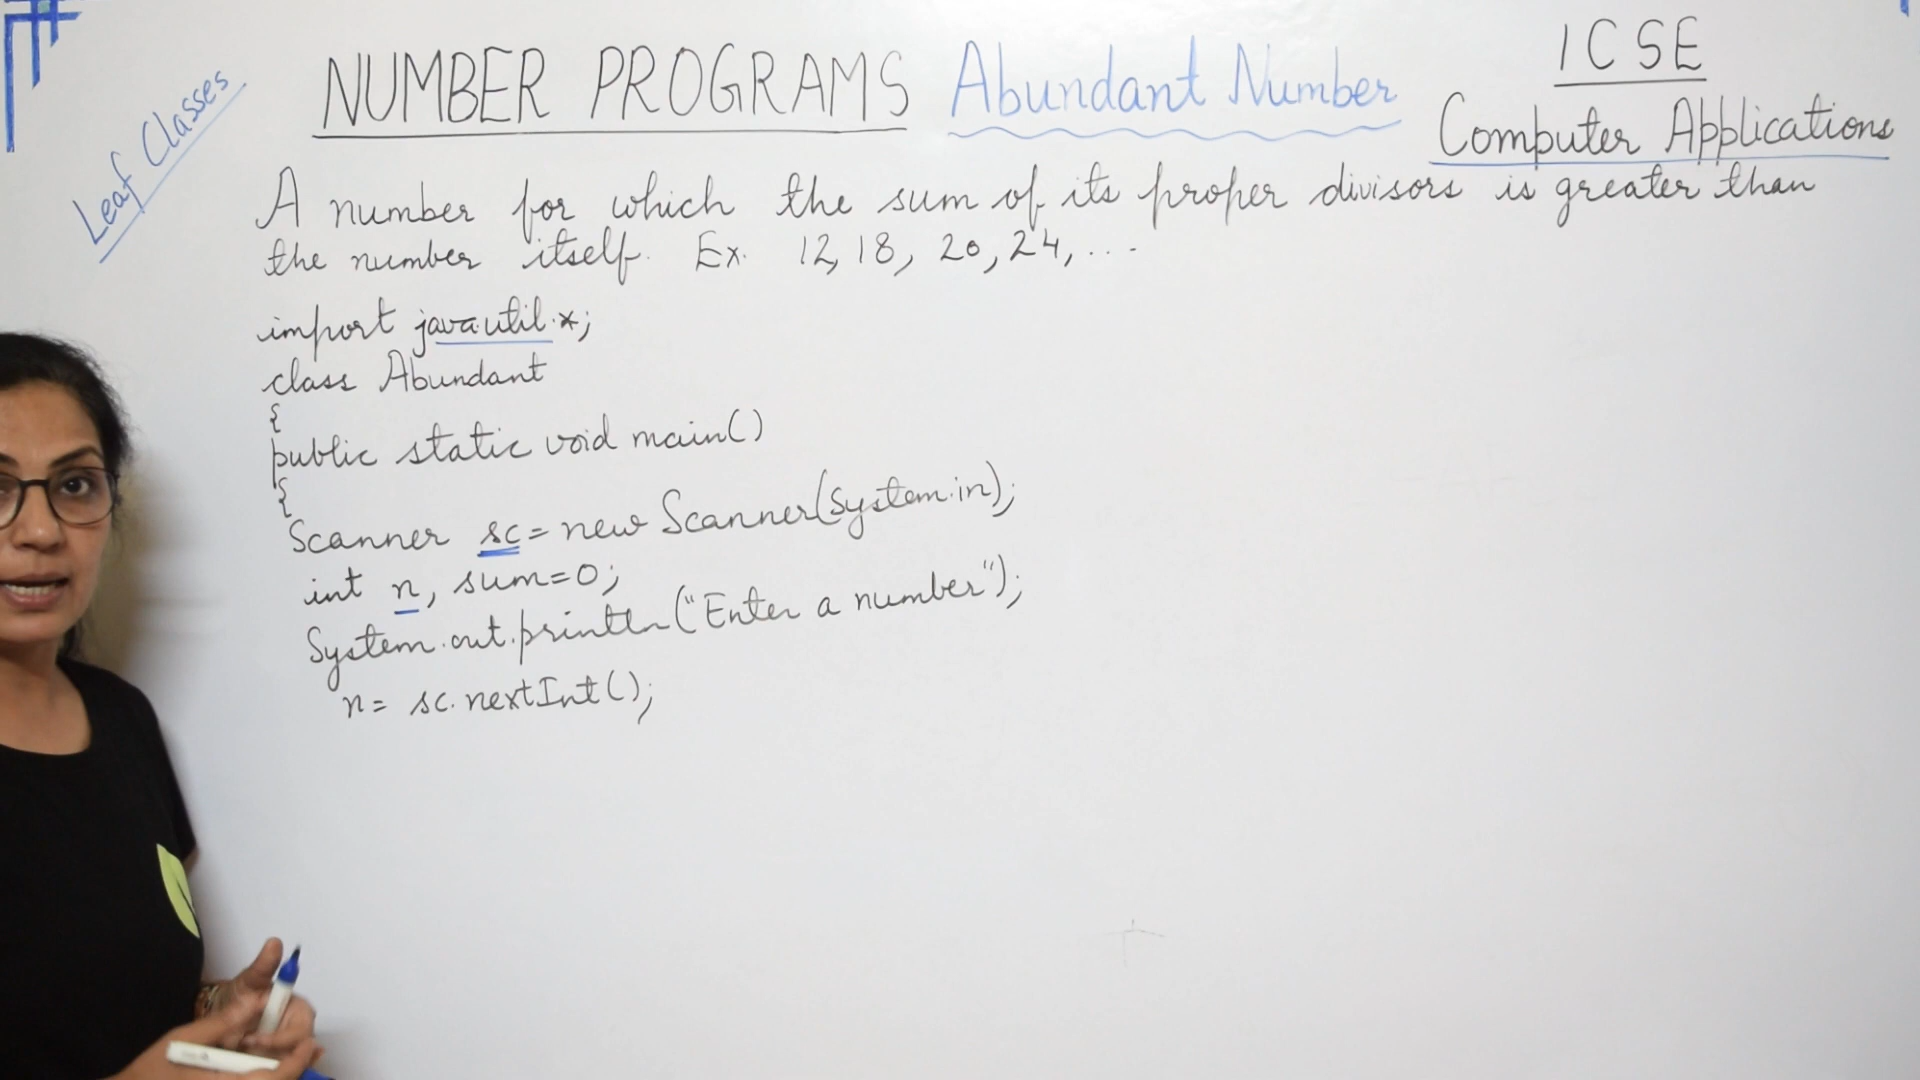 Leaf Classes
NUMBER PROGRAMS Abundant Number
ICSE
Computer Applications
A number for which the sum of its proper divisors is greater than
the number itself. Ex. 12, 18, 20, 24, ...
import java.util.*;
class Abundant
{
public static void main()
{
Scanner sc = new Scanner(System.in);
int n, sum=0;
System.out.println("Enter a number");
n= sc.nextInt();